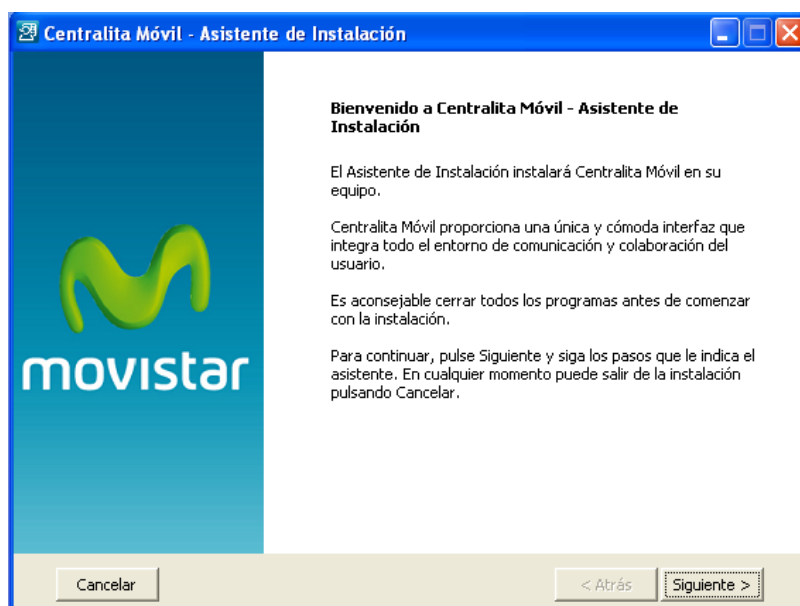 Centralita Móvil - Asistente de Instalación
Bienvenido a Centralita Móvil - Asistente de
Instalación
El Asistente de Instalación instalará Centralita Móvil en su
equipo.
Centralita Móvil proporciona una única y cómoda interfaz que
integra todo el entorno de comunicación y colaboración del
usuario.
Es aconsejable cerrar todos los programas antes de comenzar
con la instalación.
Para continuar, pulse Siguiente y siga los pasos que le indica el
asistente. En cualquier momento puede salir de la instalación
pulsando Cancelar.
movistar
Cancelar
< Atrás
Siguiente >